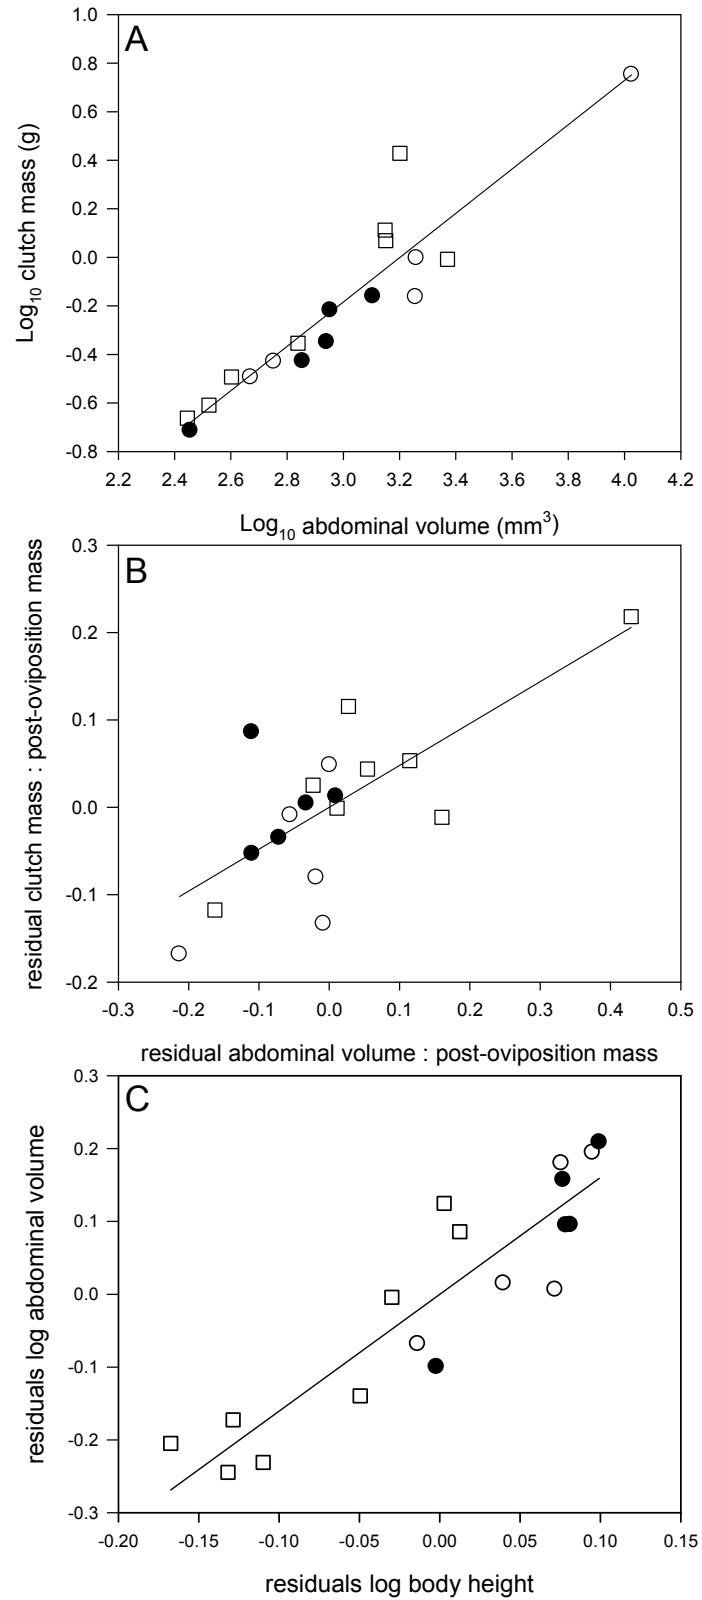 A
1.0
0.8
0.6
0.4
0.2
0.0
-0.2
-0.4
-0.6
-0.8
Log10 clutch mass (g)
2.2 2.4 2.6 2.8 3.0 3.2 3.4 3.6 3.8 4.0 4.2
Log10 abdominal volume (mm3)
B
0.3
0.2
0.1
0.0
-0.1
-0.2
residual clutch mass : post-oviposition mass
-0.3 -0.2 -0.1 0.0 0.1 0.2 0.3 0.4 0.5
residual abdominal volume : post-oviposition mass
C
0.3
0.2
0.1
0.0
-0.1
-0.2
-0.3
residuals log abdominal volume
-0.20 -0.15 -0.10 -0.05 0.00 0.05 0.10 0.15
residuals log body height